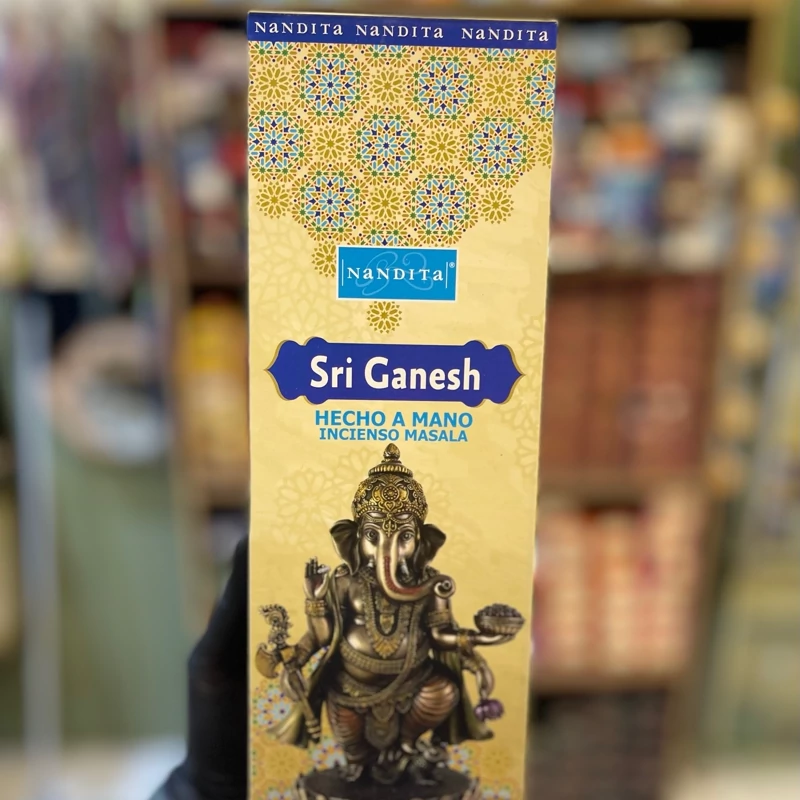 NANDITA NANDITA NANDITA
NANDITA®
Sri Ganesh
HECHO A MANO
INCIENSO MASALA